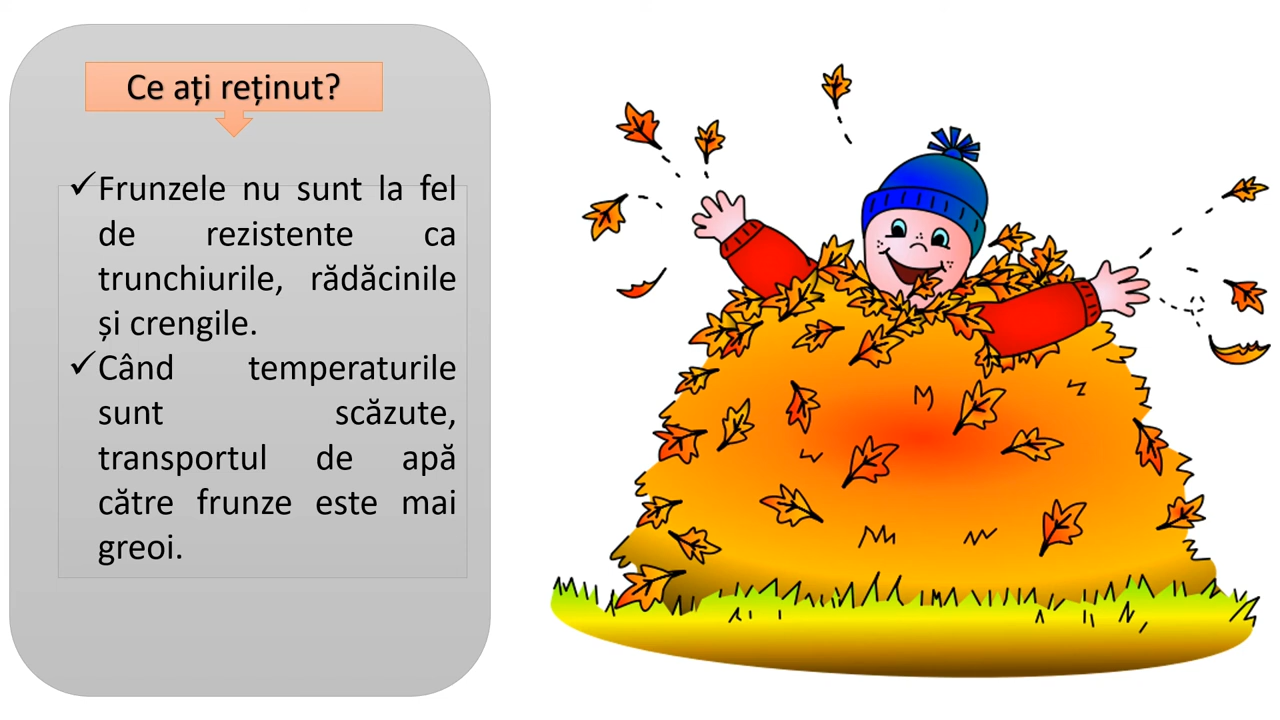 Ce ați reținut?
✓Frunzele nu sunt la fel
de rezistente ca
trunchiurile, rădăcinile
și crengile.
✓Când temperaturile
sunt scăzute,
transportul de apă
către frunze este mai
greoi.